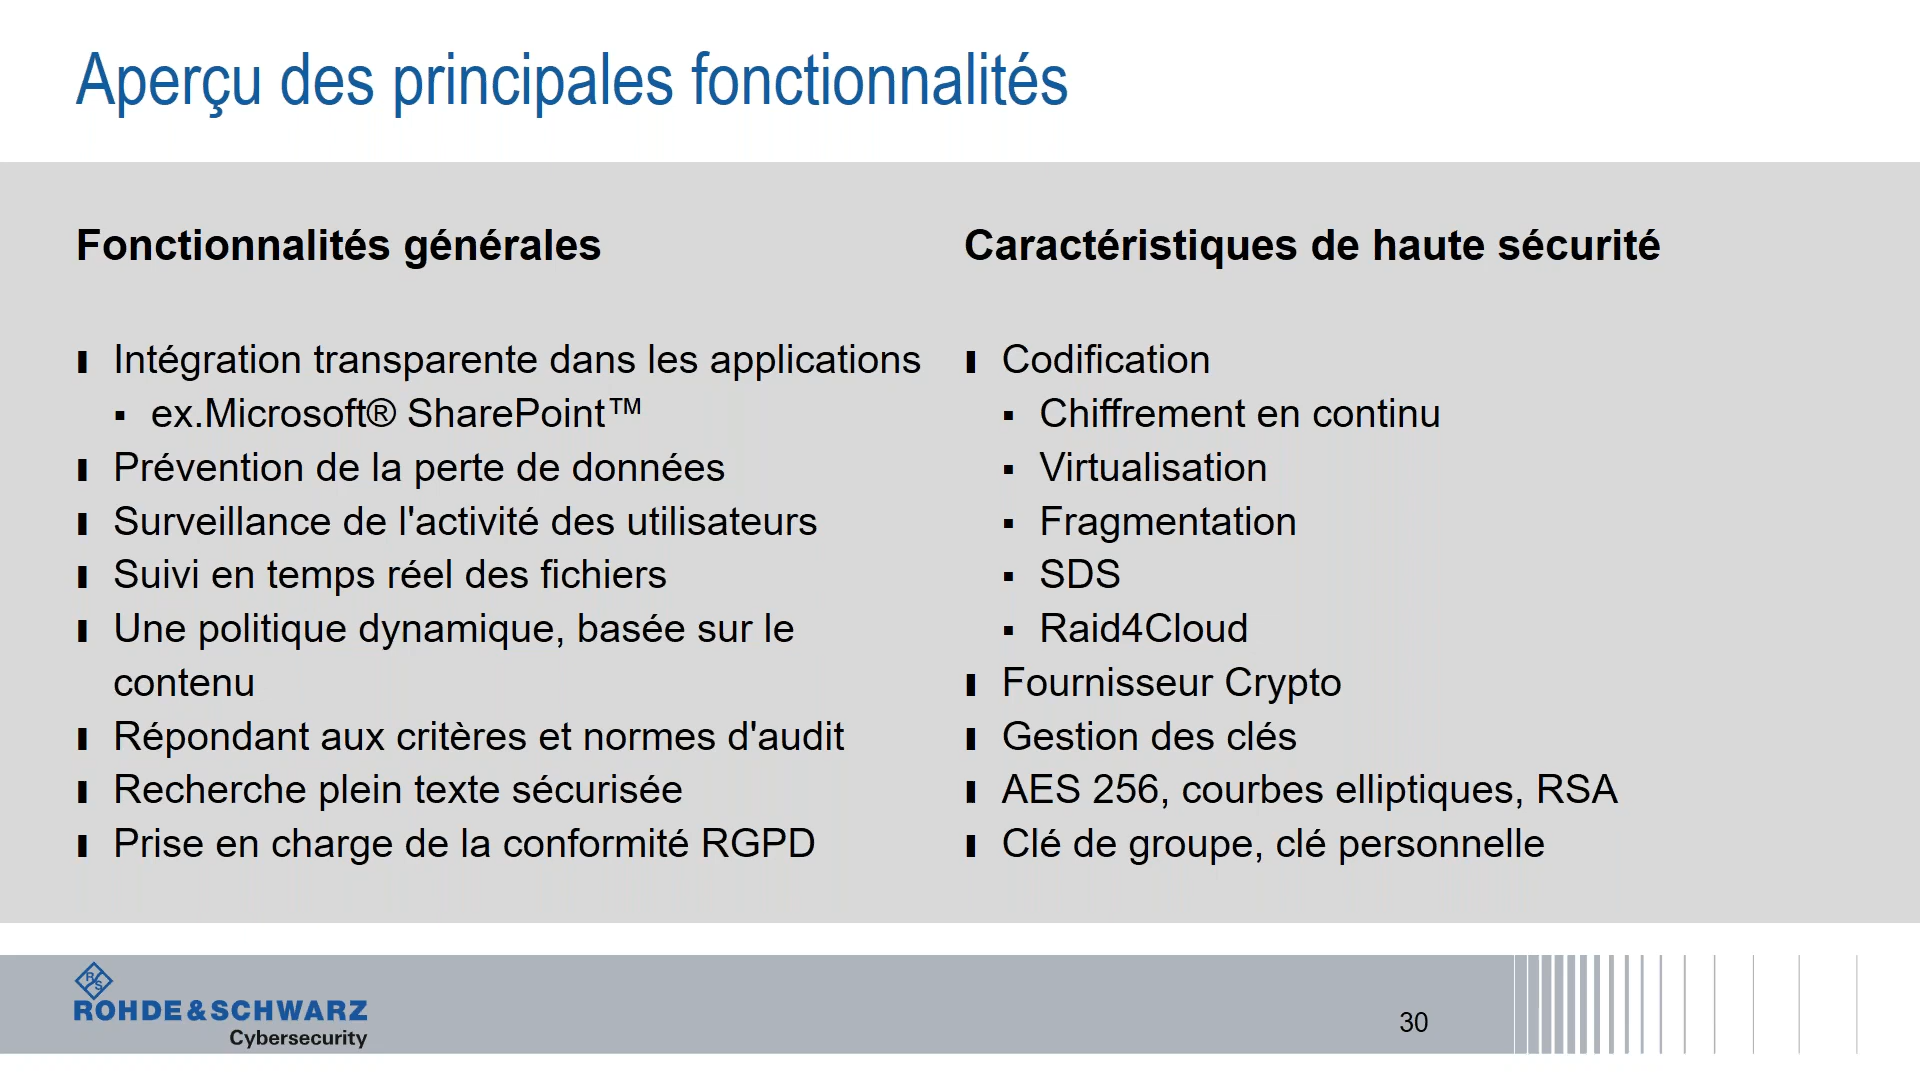 Aperçu des principales fonctionnalités
Fonctionnalités générales
Intégration transparente dans les applications
ex.Microsoft® SharePoint™
Prévention de la perte de données
Surveillance de l'activité des utilisateurs
Suivi en temps réel des fichiers
Une politique dynamique, basée sur le
contenu
Répondant aux critères et normes d'audit
Recherche plein texte sécurisée
Prise en charge de la conformité RGPD
Caractéristiques de haute sécurité
Codification
Chiffrement en continu
Virtualisation
Fragmentation
SDS
Raid4Cloud
Fournisseur Crypto
Gestion des clés
AES 256, courbes elliptiques, RSA
Clé de groupe, clé personnelle
R&S
ROHDE&SCHWARZ
Cybersecurity
30